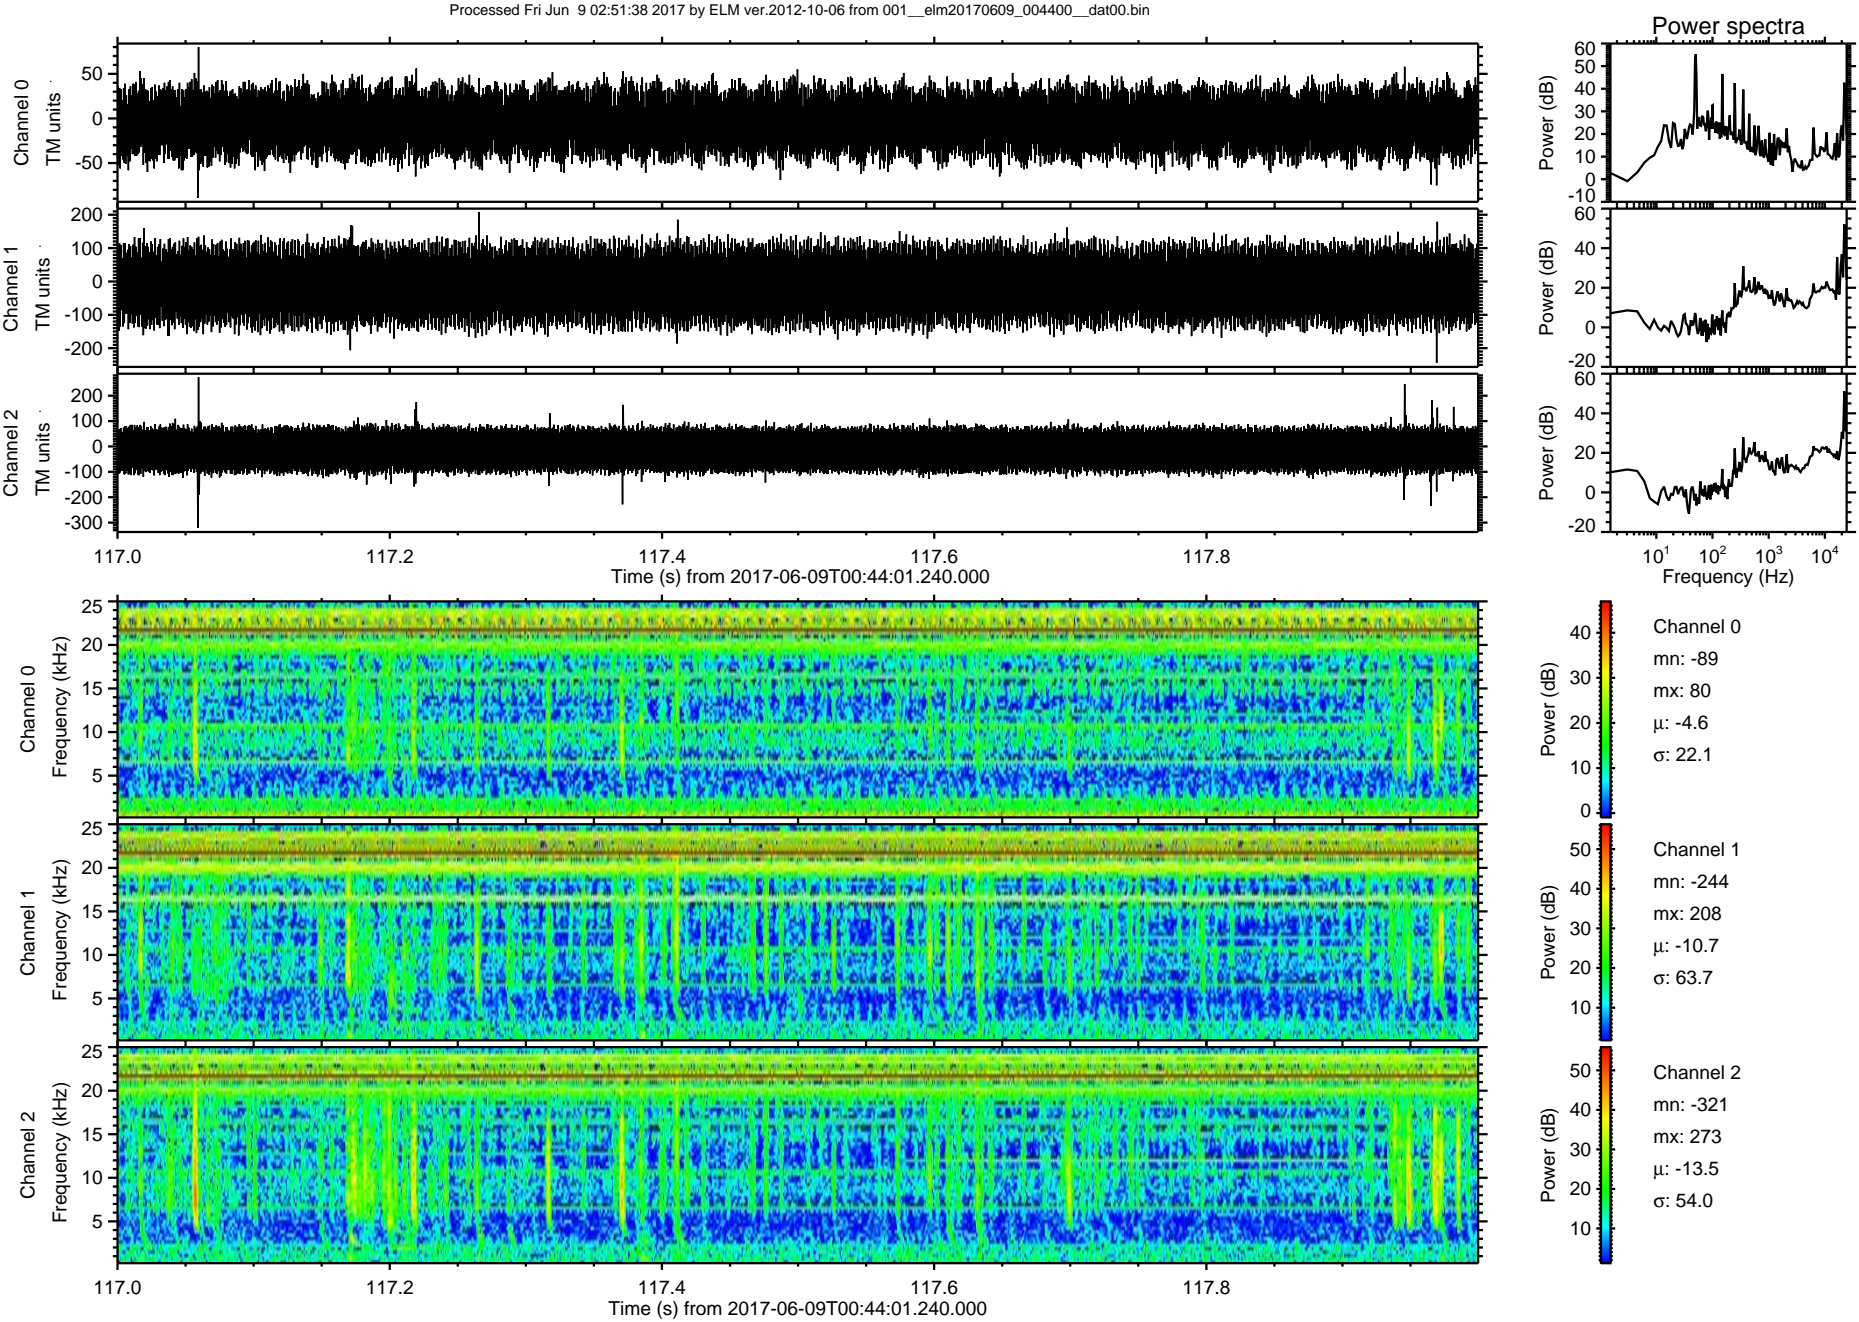 Processed Fri Jun  9 02:51:38 2017 by ELM ver.2012-10-06 from 001__elm20170609_004400__dat00.bin
Power spectra
Channel 0
TM units
50
0
-50
Power (dB)
60
50
40
30
20
10
0
-10
Channel 1
TM units
200
100
0
-100
-200
Power (dB)
60
40
20
0
-20
Channel 2
TM units
200
100
0
-100
-200
-300
Power (dB)
60
40
20
0
-20
117.0 117.2 117.4 117.6 117.8
Time (s) from 2017-06-09T00:44:01.240.000
10¹ 10² 10³ 10⁴
Frequency (Hz)
Channel 0
Frequency (kHz)
25
20
15
10
5
Power (dB)
40
30
20
10
0
Channel 0
mn: -89
mx: 80
μ: -4.6
σ: 22.1
Channel 1
Frequency (kHz)
25
20
15
10
5
Power (dB)
50
40
30
20
10
Channel 1
mn: -244
mx: 208
μ: -10.7
σ: 63.7
Channel 2
Frequency (kHz)
25
20
15
10
5
Power (dB)
50
40
30
20
10
Channel 2
mn: -321
mx: 273
μ: -13.5
σ: 54.0
117.0 117.2 117.4 117.6 117.8
Time (s) from 2017-06-09T00:44:01.240.000